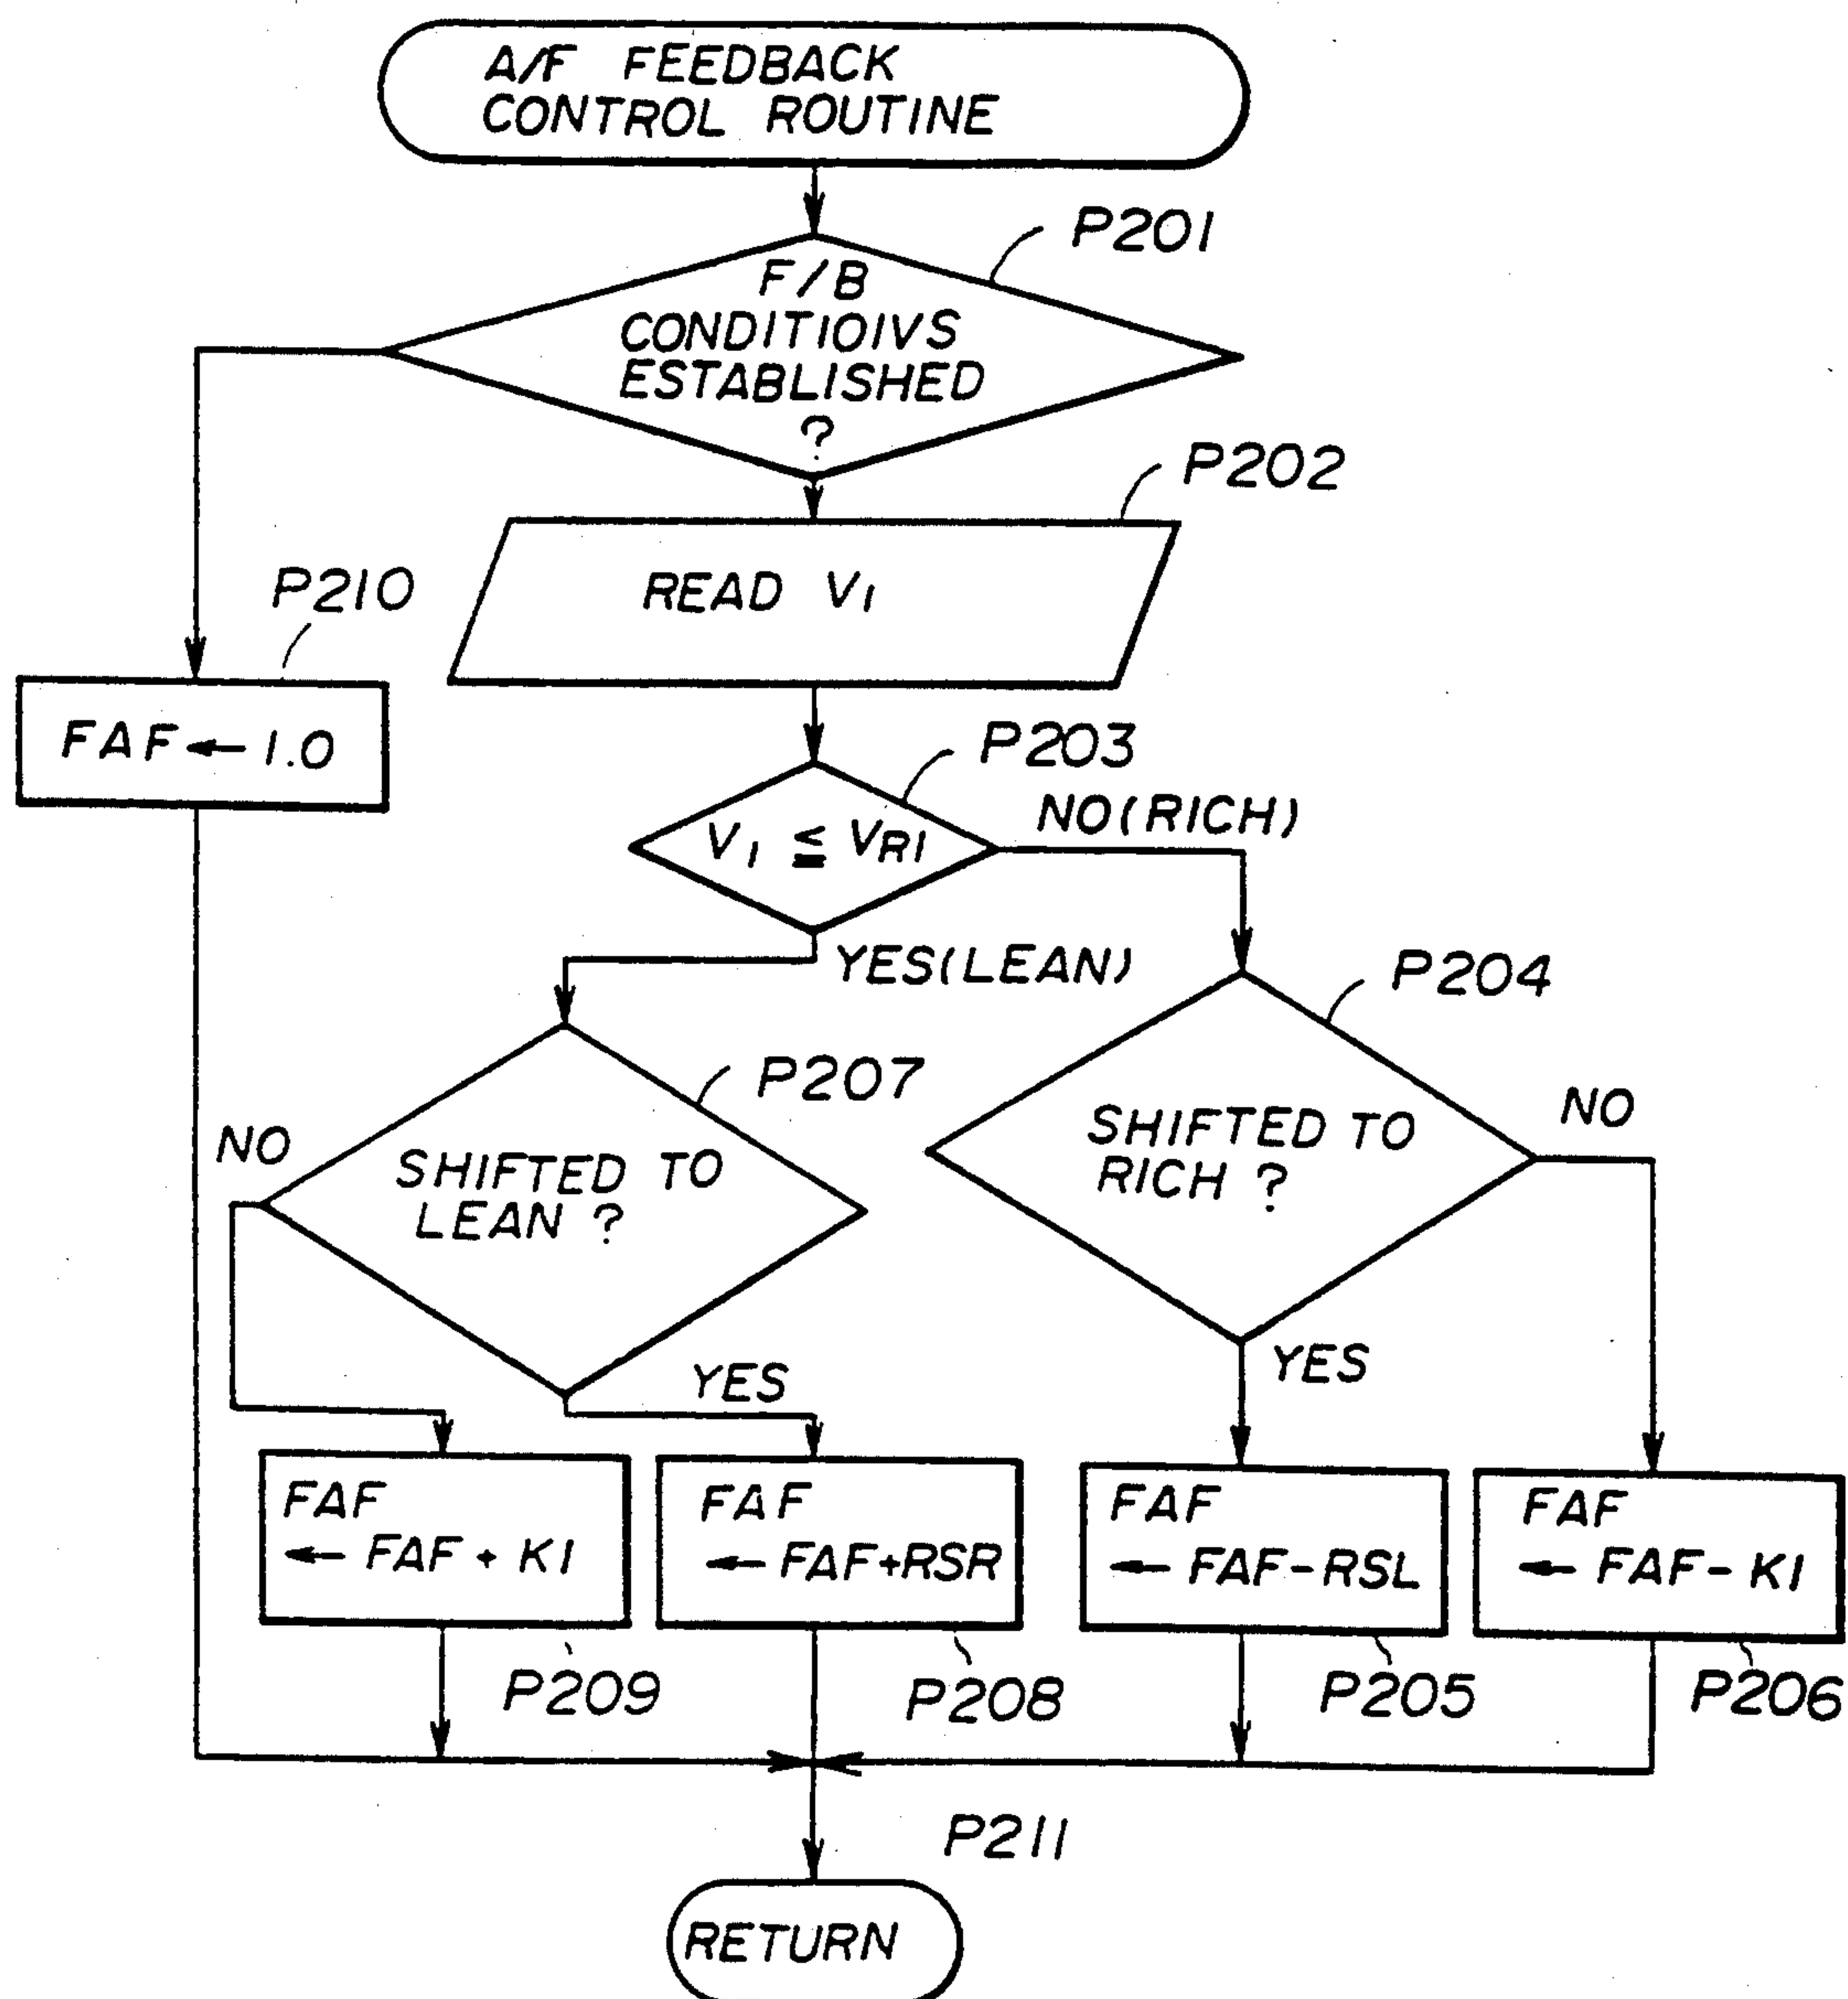 A/F FEEDBACK
CONTROL ROUTINE
P201
F/B
CONDITIOIVS
ESTABLISHED
?
P202
READ V1
P210
FAF ← 1.0
P203
V1 ≦ VR1
NO(RICH)
YES(LEAN)
P204
P207
NO
SHIFTED TO
LEAN ?
SHIFTED TO
RICH ?
NO
YES
YES
FAF
← FAF + K1
FAF
← FAF+RSR
FAF
← FAF-RSL
FAF
← FAF- K1
P209
P208
P205
P206
P211
RETURN